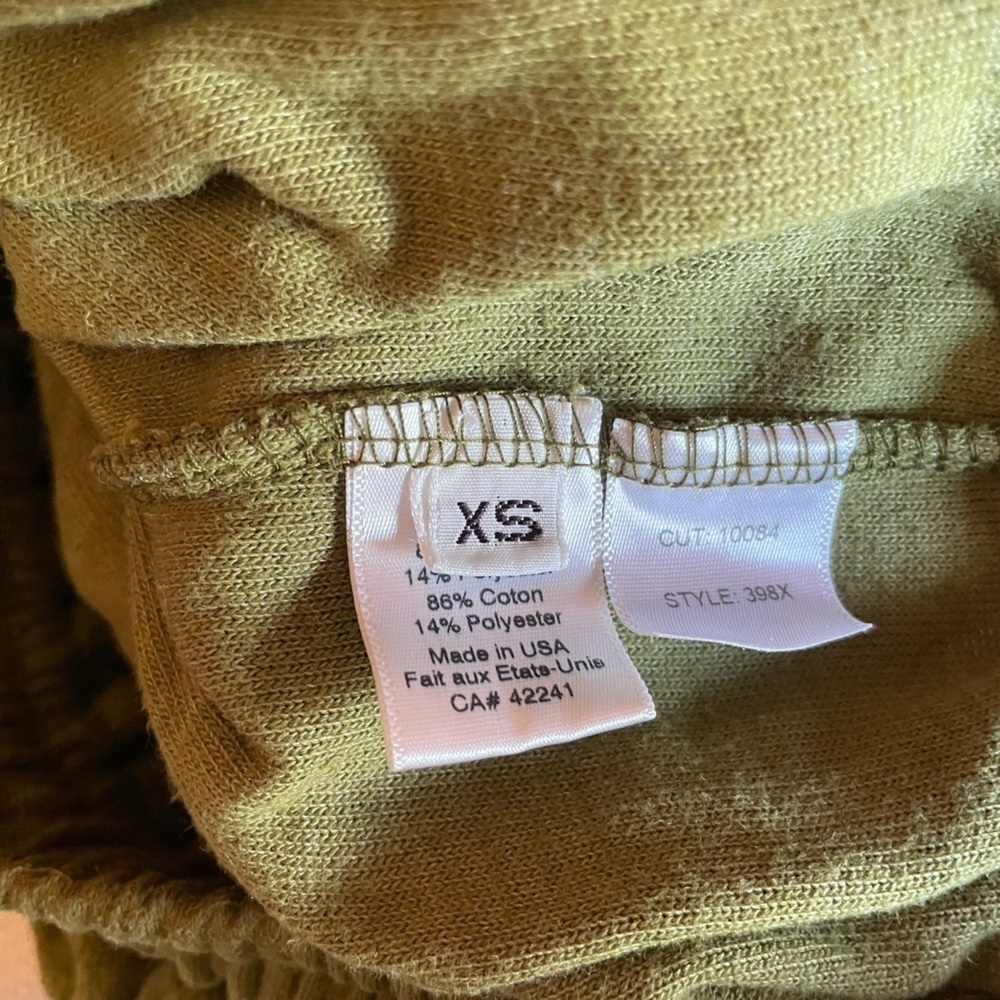 XS
14%
86% Coton
14% Polyester
Made in USA
Fait aux Etats-Unis
CA# 42241
CUT: 10084
STYLE: 398X